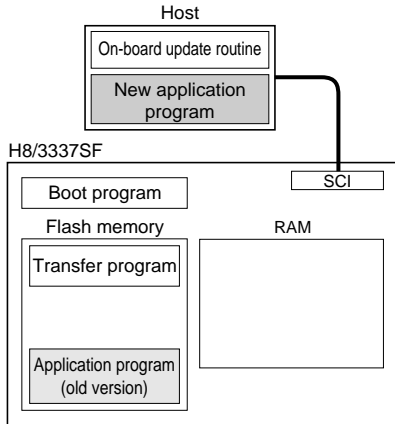 Host
On-board update routine
New application
program
H8/3337SF
SCI
Boot program
Flash memory
RAM
Transfer program
Application program
(old version)